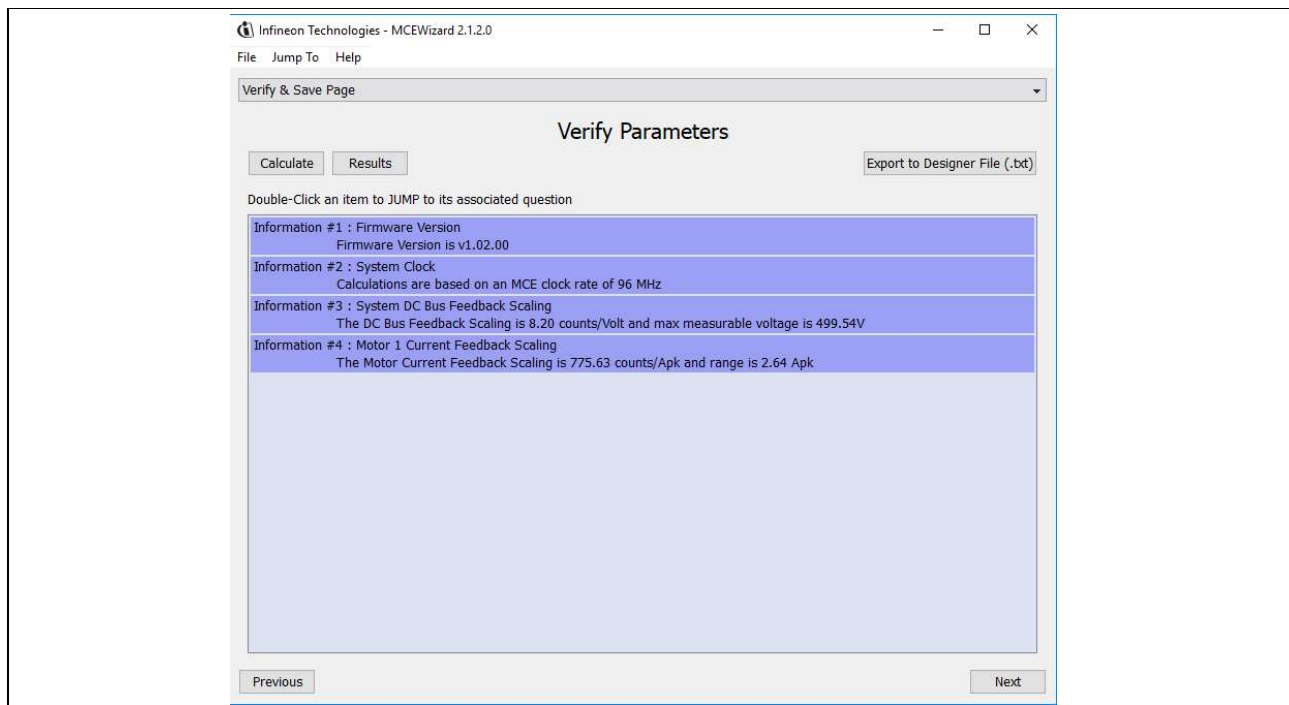 Infineon Technologies - MCEWizard 2.1.2.0
File Jump To Help
Verify & Save Page
Verify Parameters
Calculate Results Export to Designer File (.txt)
Double-Click an item to JUMP to its associated question
Information #1 : Firmware Version
Firmware Version is v1.02.00
Information #2 : System Clock
Calculations are based on an MCE clock rate of 96 MHz
Information #3 : System DC Bus Feedback Scaling
The DC Bus Feedback Scaling is 8.20 counts/Volt and max measurable voltage is 499.54V
Information #4 : Motor 1 Current Feedback Scaling
The Motor Current Feedback Scaling is 775.63 counts/Apk and range is 2.64 Apk
Previous Next